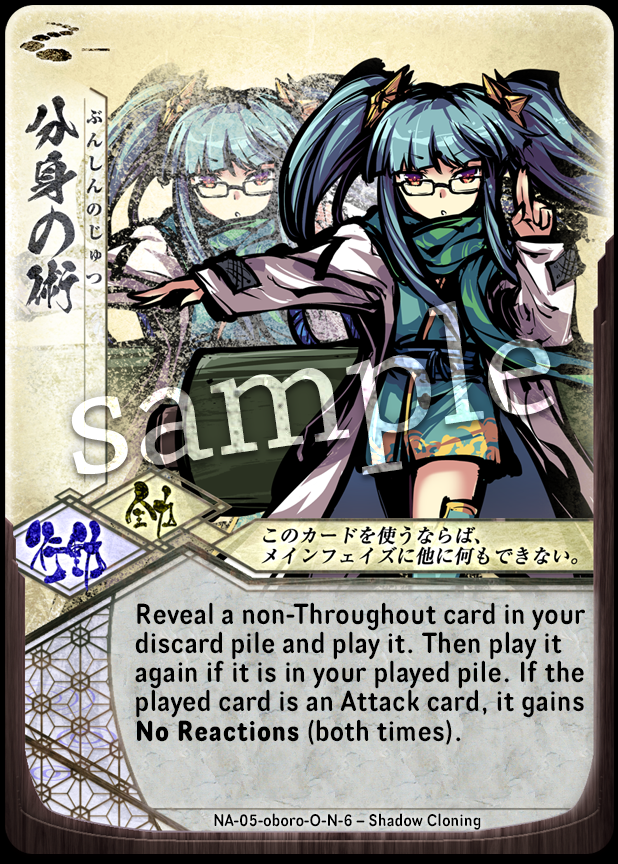 分身の術
ぶんしんのじゅつ
sample
全力
行動
このカードを使うならば、
メインフェイズに他に何もできない。
Reveal a non-Throughout card in your
discard pile and play it. Then play it
again if it is in your played pile. If the
played card is an Attack card, it gains
No Reactions (both times).
NA-05-oboro-O-N-6 – Shadow Cloning